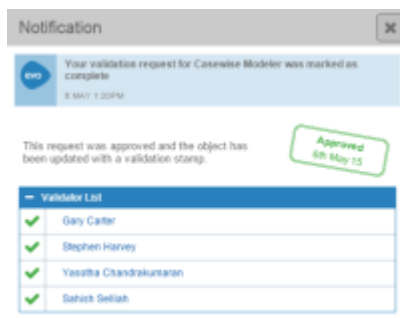 Notification
evo
Your validation request for Casewise Modeler was marked as
complete
6 MAY 1:20PM
This request was approved and the object has
been updated with a validation stamp.
Approved
6th May 15
Validator List
Gary Carter
Stephen Harvey
Yasotha Chandrakumaran
Sahish Selliah